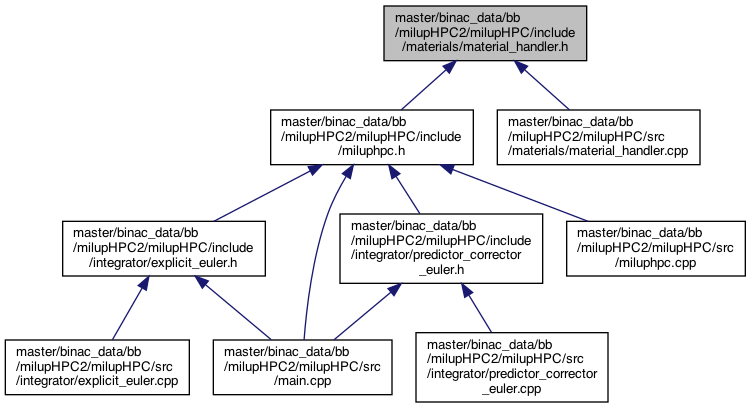 master/binac_data/bb
/milupHPC2/milupHPC/include
/materials/material_handler.h
master/binac_data/bb
/milupHPC2/milupHPC/include
/miluphpc.h
master/binac_data/bb
/milupHPC2/milupHPC/src
/materials/material_handler.cpp
master/binac_data/bb
/milupHPC2/milupHPC/include
/integrator/explicit_euler.h
master/binac_data/bb
/milupHPC2/milupHPC/include
/integrator/predictor_corrector
_euler.h
master/binac_data/bb
/milupHPC2/milupHPC/src
/miluphpc.cpp
master/binac_data/bb
/milupHPC2/milupHPC/src
/integrator/explicit_euler.cpp
master/binac_data/bb
/milupHPC2/milupHPC/src
/main.cpp
master/binac_data/bb
/milupHPC2/milupHPC/src
/integrator/predictor_corrector
_euler.cpp